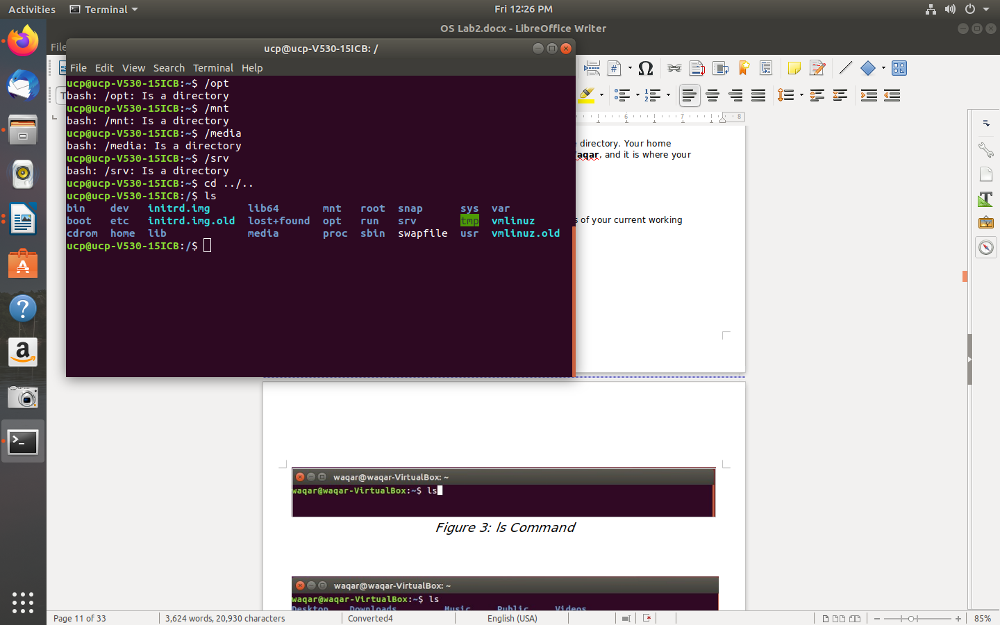 Activities Terminal Fri 12:26 PM
OS Lab2.docx - LibreOffice Writer
File
ucp@ucp-V530-15ICB: /
File Edit View Search Terminal Help
ucp@ucp-V530-15ICB:~$ /opt
bash: /opt: Is a directory
ucp@ucp-V530-15ICB:~$ /mnt
bash: /mnt: Is a directory
ucp@ucp-V530-15ICB:~$ /media
bash: /media: Is a directory
ucp@ucp-V530-15ICB:~$ /srv
bash: /srv: Is a directory
ucp@ucp-V530-15ICB:~$ cd ../..
ucp@ucp-V530-15ICB:/$ ls
bin dev initrd.img lib64 mnt root snap sys var
boot etc initrd.img.old lost+found opt run srv tmp vmlinuz
cdrom home lib media proc sbin swapfile usr vmlinuz.old
ucp@ucp-V530-15ICB:/$
6 7 8
e directory. Your home
aqar, and it is where your
s of your current working
waqar@waqar-VirtualBox: ~
waqar@waqar-VirtualBox:~$ ls
Figure 3: ls Command
waqar@waqar-VirtualBox: ~
waqar@waqar-VirtualBox:~$ ls
Desktop Downloads Music Public Videos
Page 11 of 33 3,624 words, 20,930 characters Converted4 English (USA) 85%